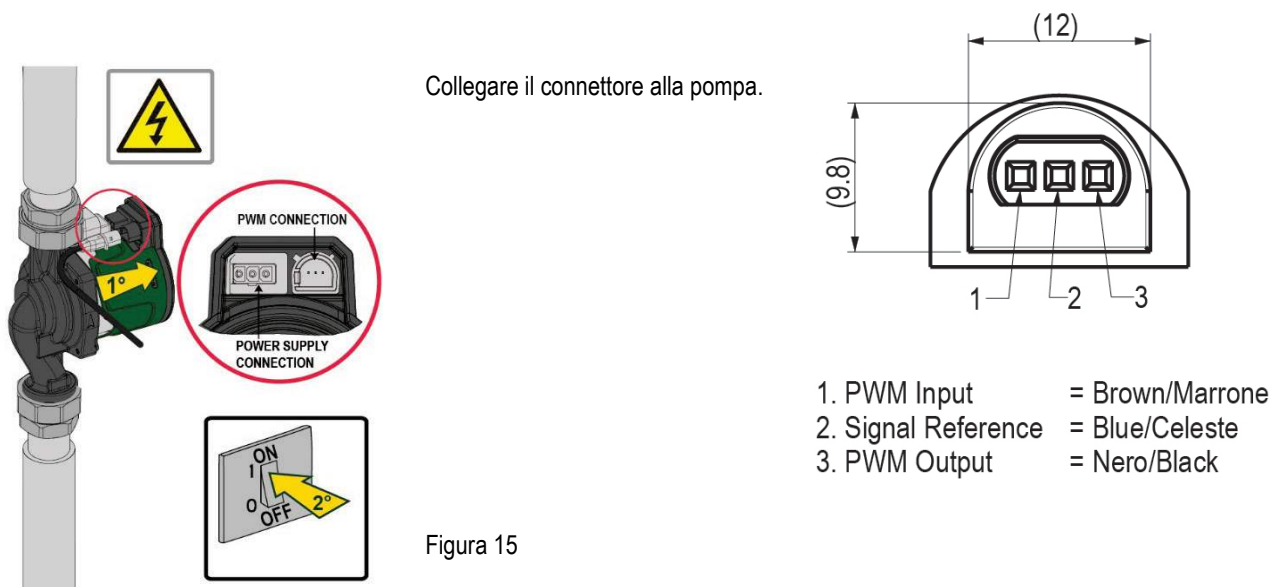 Collegare il connettore alla pompa.
PWM CONNECTION
POWER SUPPLY
CONNECTION
1°
ON
1
0
OFF
2°
Figura 15
(12)
(9.8)
1
2
3
1. PWM Input = Brown/Marrone
2. Signal Reference = Blue/Celeste
3. PWM Output = Nero/Black